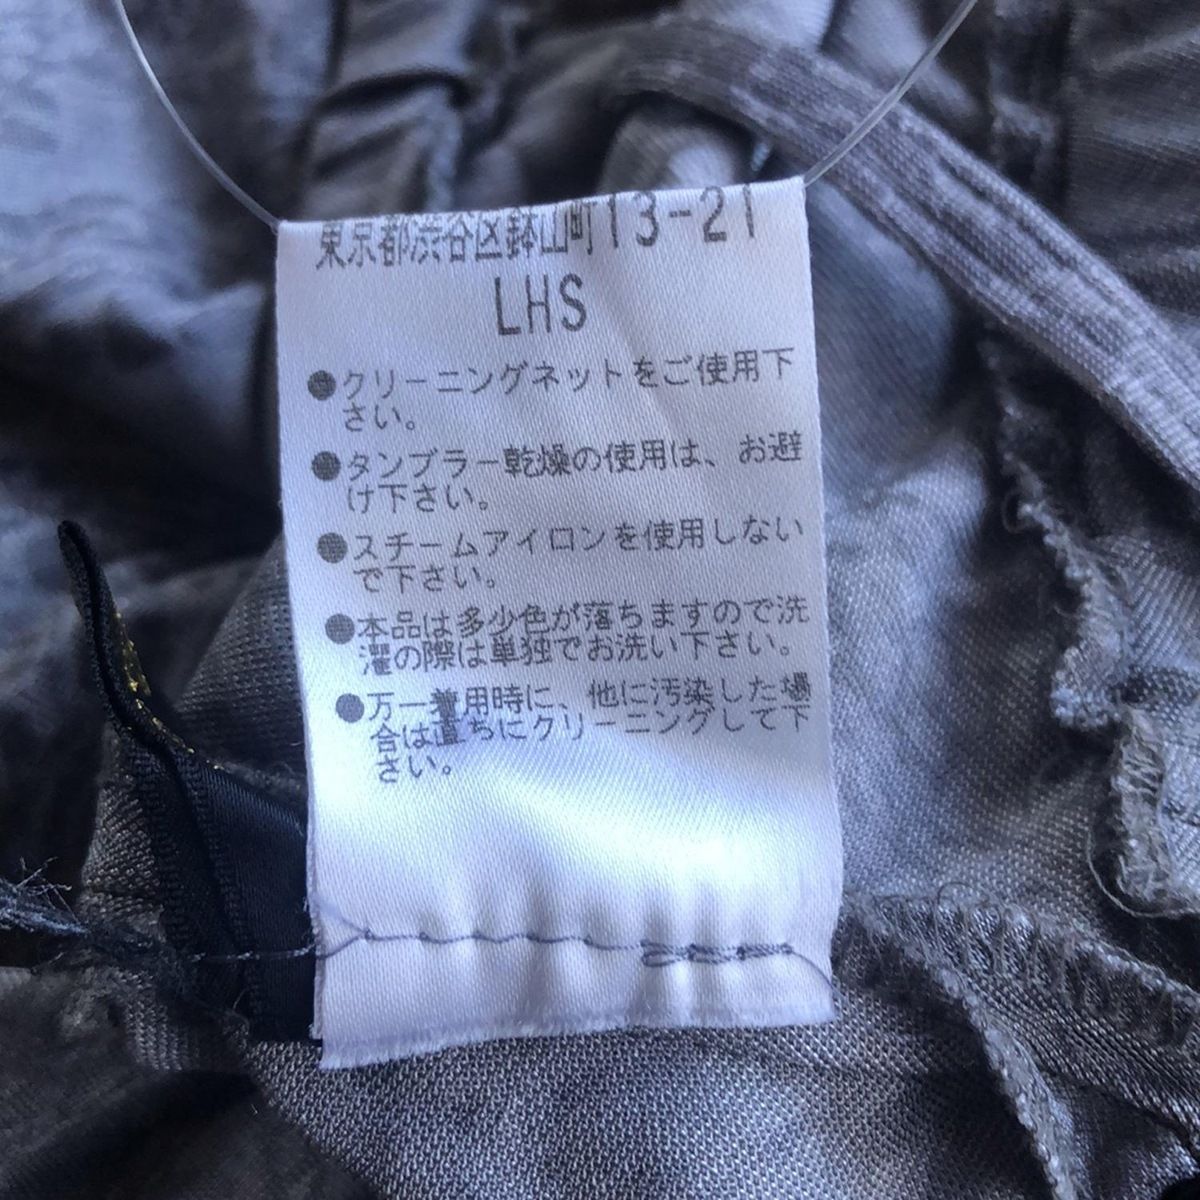 東京都渋谷区鉢山町13-21
LHS
●クリーニングネットをご使用下
さい。
●タンブラー乾燥の使用は、お避
け下さい。
●スチームアイロンを使用しない
で下さい。
●本品は多少色が落ちますので洗
濯の際は単独でお洗い下さい。
●万一着用時に、他に汚染した場
合は直ちにクリーニングして下
さい。